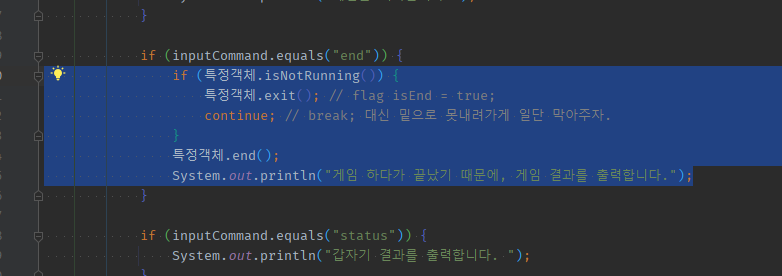 }
if (inputCommand.equals("end")) {
if (특정객체.isNotRunning()) {
특정객체.exit(); // flag isEnd = true;
continue; // break; 대신 밑으로 못내려가게 일단 막아주자.
}
특정객체.end();
System.out.println("게임 하다가 끝났기 때문에, 게임 결과를 출력합니다.");
}
if (inputCommand.equals("status")) {
System.out.println("갑자기 결과를 출력합니다. ");
}